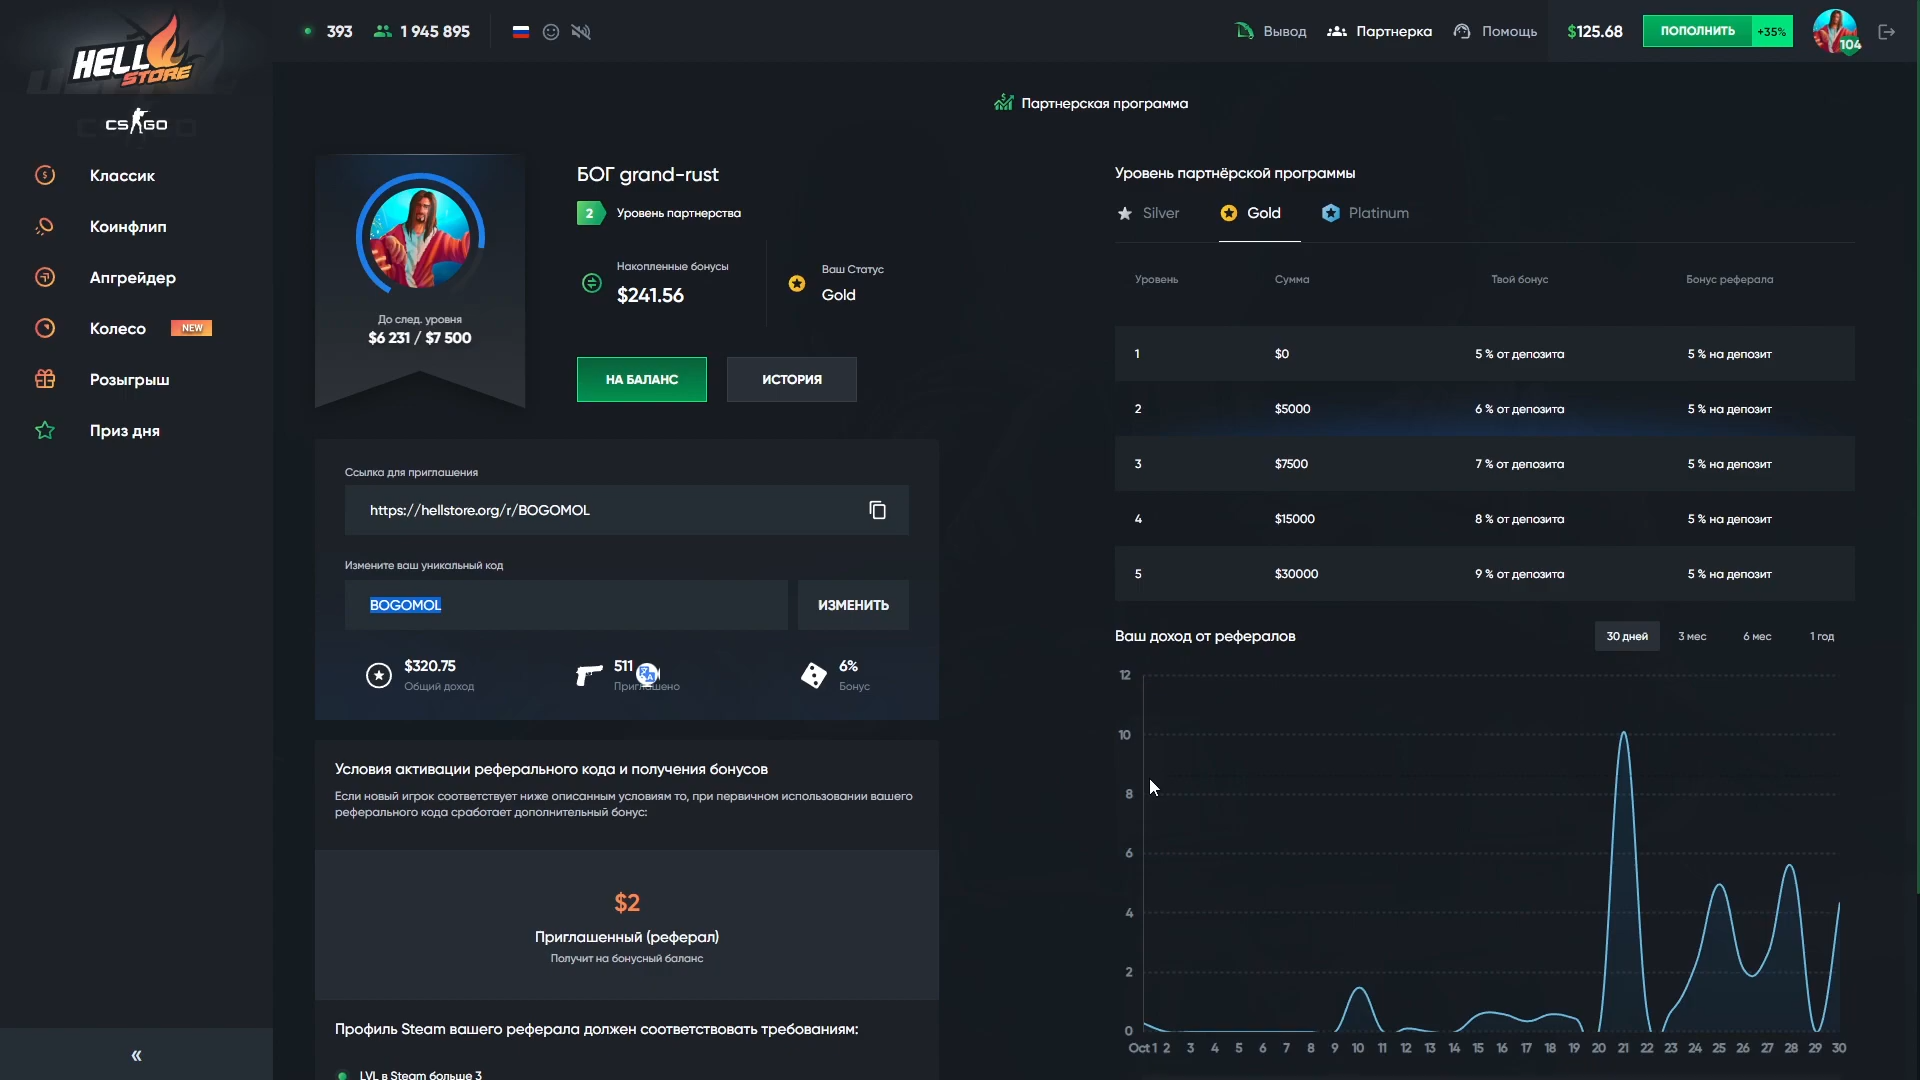 HELL
STORE
393
1 945 895
Вывод
Партнерка
Помощь
$125.68
ПОПОЛНИТЬ
+35%
104
CS GO
Классик
Коинфлип
Апгрейдер
Колесо
NEW
Розыгрыш
Приз дня
«
Партнерская программа
До след. уровня
$6 231 / $7 500
БОГ grand-rust
2
Уровень партнерства
Накопленные бонусы
$241.56
Ваш Статус
Gold
НА БАЛАНС
ИСТОРИЯ
Ссылка для приглашения
https://hellstore.org/r/BOGOMOL
Измените ваш уникальный код
BOGOMOL
ИЗМЕНИТЬ
$320.75
Общий доход
511
Приглашено
6%
Бонус
Условия активации реферального кода и получения бонусов
Если новый игрок соответствует ниже описанным условиям то, при первичном использовании вашего
реферального кода сработает дополнительный бонус:
$2
Приглашенный (реферал)
Получит на бонусный баланс
Профиль Steam вашего реферала должен соответствовать требованиям:
LVL в Steam больше 3
Уровень партнёрской программы
Silver
Gold
Platinum
Уровень Сумма Твой бонус Бонус реферала
1 $0 5 % от депозита 5 % на депозит
2 $5000 6 % от депозита 5 % на депозит
3 $7500 7 % от депозита 5 % на депозит
4 $15000 8 % от депозита 5 % на депозит
5 $30000 9 % от депозита 5 % на депозит
Ваш доход от рефералов
30 дней
3 мес
6 мес
1 год
12
10
8
6
4
2
0
Oct 1 2 3 4 5 6 7 8 9 10 11 12 13 14 15 16 17 18 19 20 21 22 23 24 25 26 27 28 29 30